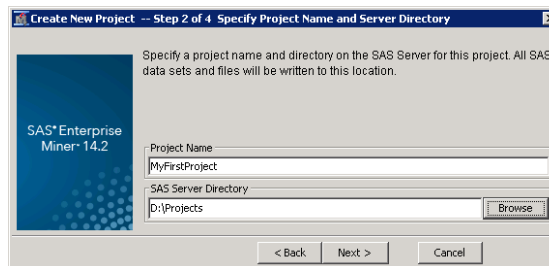 Create New Project -- Step 2 of 4 Specify Project Name and Server Directory
Specify a project name and directory on the SAS Server for this project. All SAS
data sets and files will be written to this location.
SAS® Enterprise
Miner™ 14.2
Project Name
MyFirstProject
SAS Server Directory
D:\Projects
Browse
< Back
Next >
Cancel